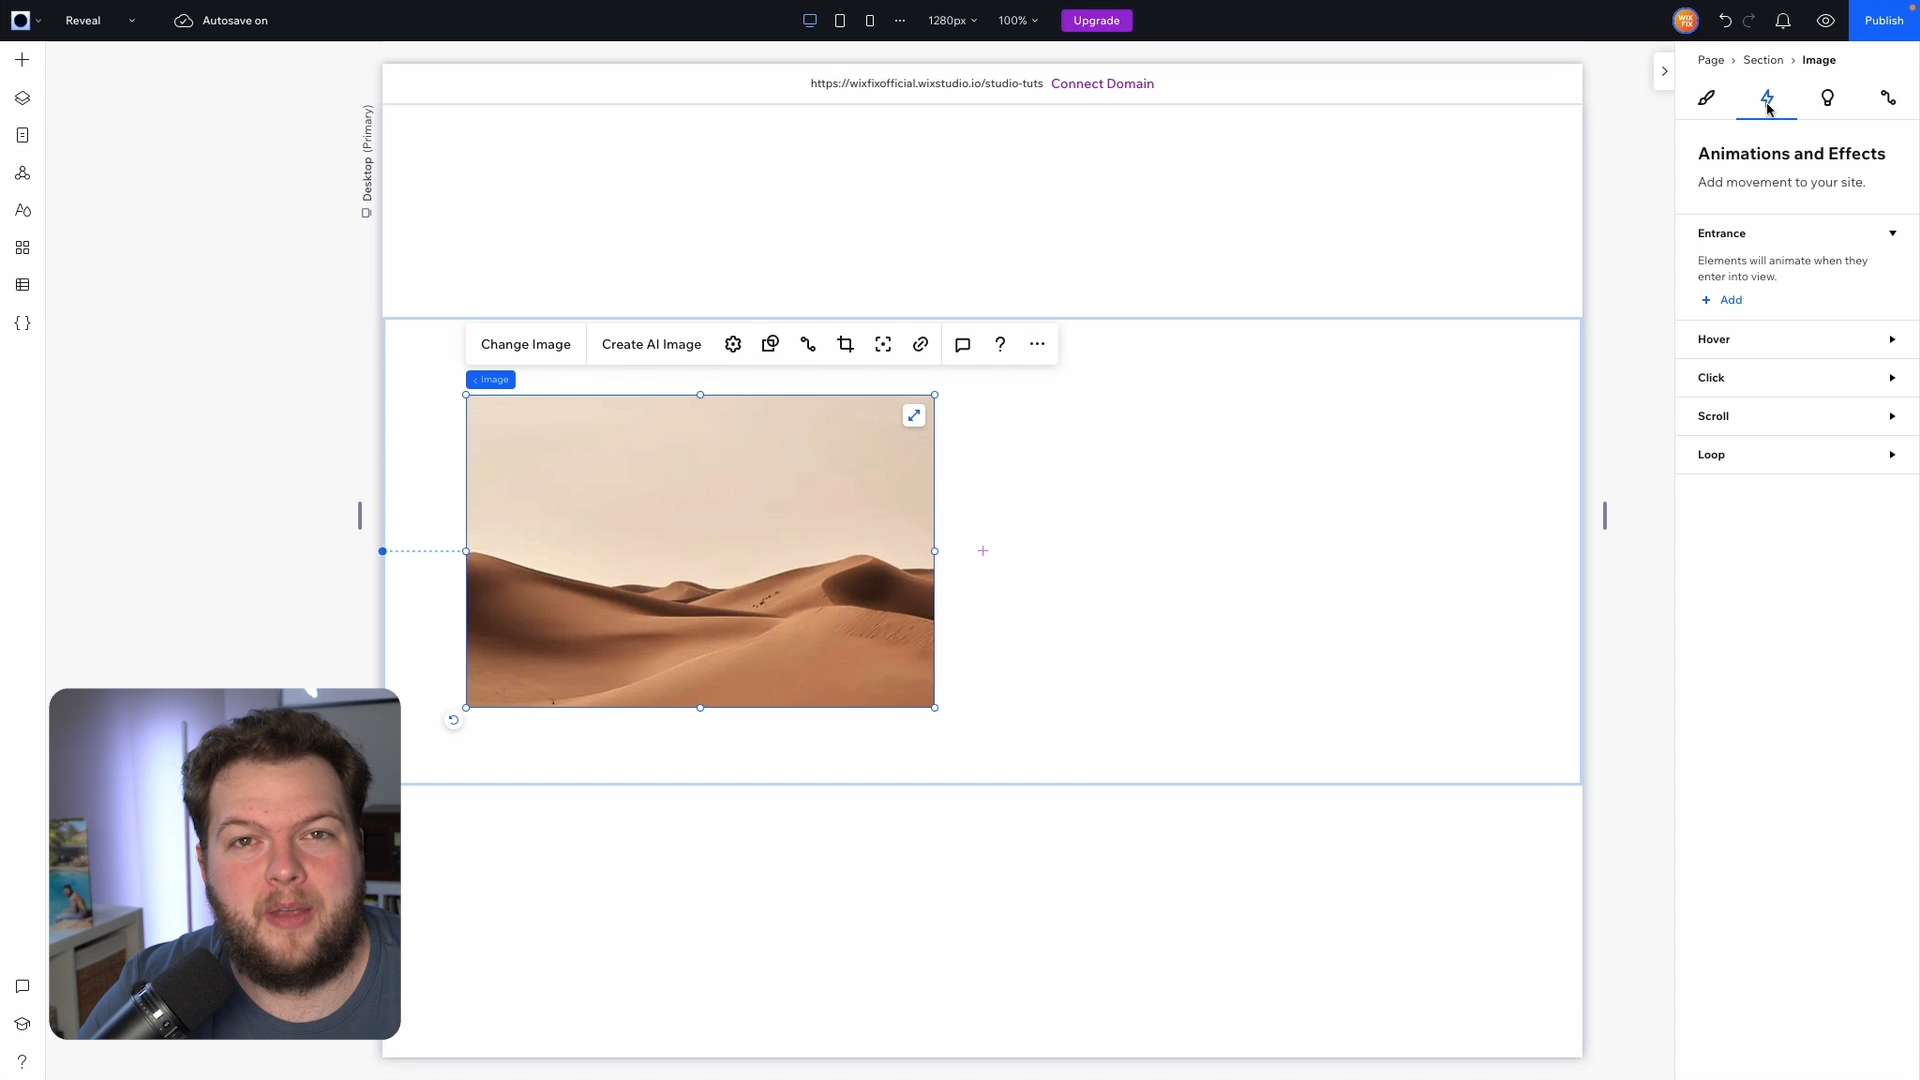 Reveal
Autosave on
1280px
100%
Upgrade
WIX
FIX
Publish
https://wixfixofficial.wixstudio.io/studio-tuts Connect Domain
Desktop (Primary)
Page > Section > Image
Animations and Effects
Add movement to your site.
Entrance
Elements will animate when they
enter into view.
+ Add
Hover
Click
Scroll
Loop
Change Image
Create AI Image
?
...
< Image
?